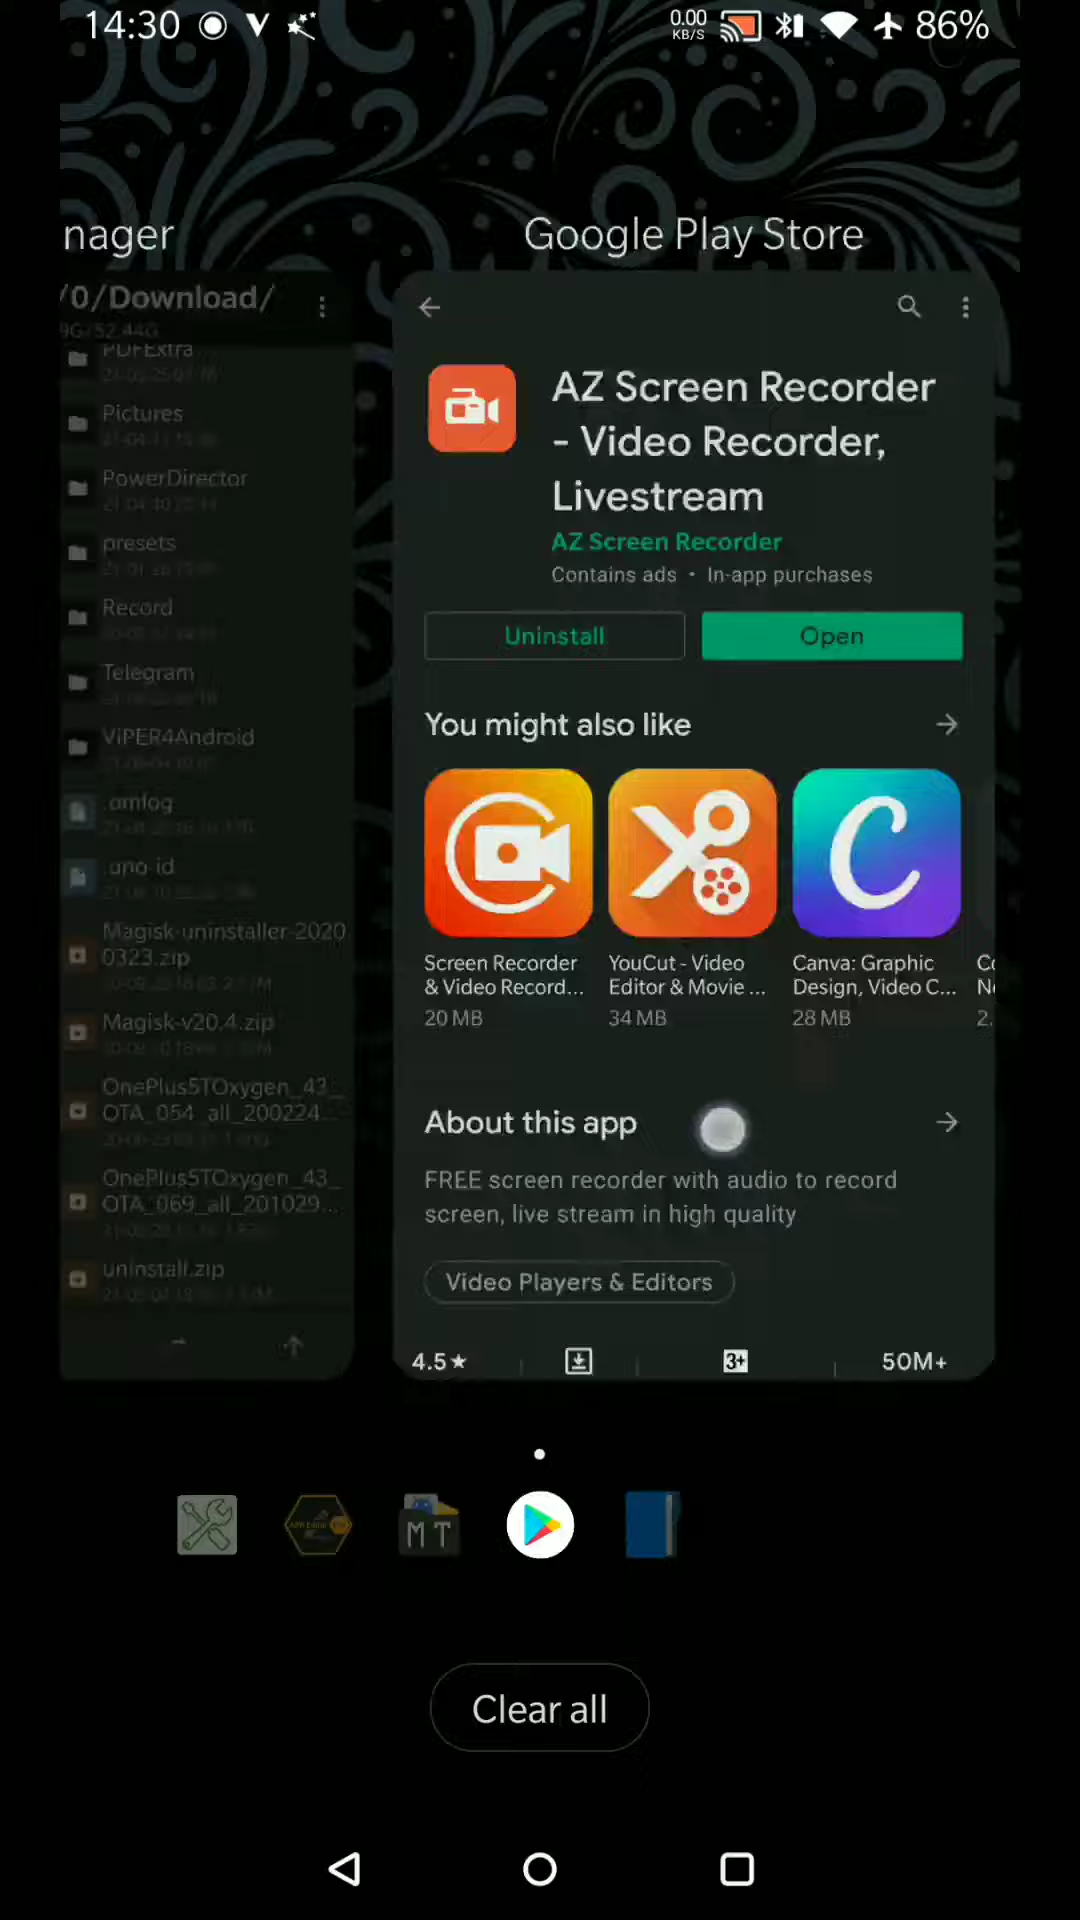 14:30
0.00
KB/S
86%
nager
Google Play Store
/0/Download/
PDFExtra
Pictures
PowerDirector
presets
Record
Telegram
ViPER4Android
.omlog
Magisk-uninstaller-2020
0323.zip
Magisk-v20.4.zip
OnePlus5TOxygen_43_
OTA_054_all_200224...
OnePlus5TOxygen_43_
OTA_069_all_201029...
uninstall.zip
AZ Screen Recorder
- Video Recorder,
Livestream
AZ Screen Recorder
Contains ads • In-app purchases
Uninstall
Open
You might also like
Screen Recorder
& Video Record...
20 MB
YouCut - Video
Editor & Movie ...
34 MB
Canva: Graphic
Design, Video C...
28 MB
2.
About this app
FREE screen recorder with audio to record
screen, live stream in high quality
Video Players & Editors
4.5★
3+
50M+
MT
Clear all